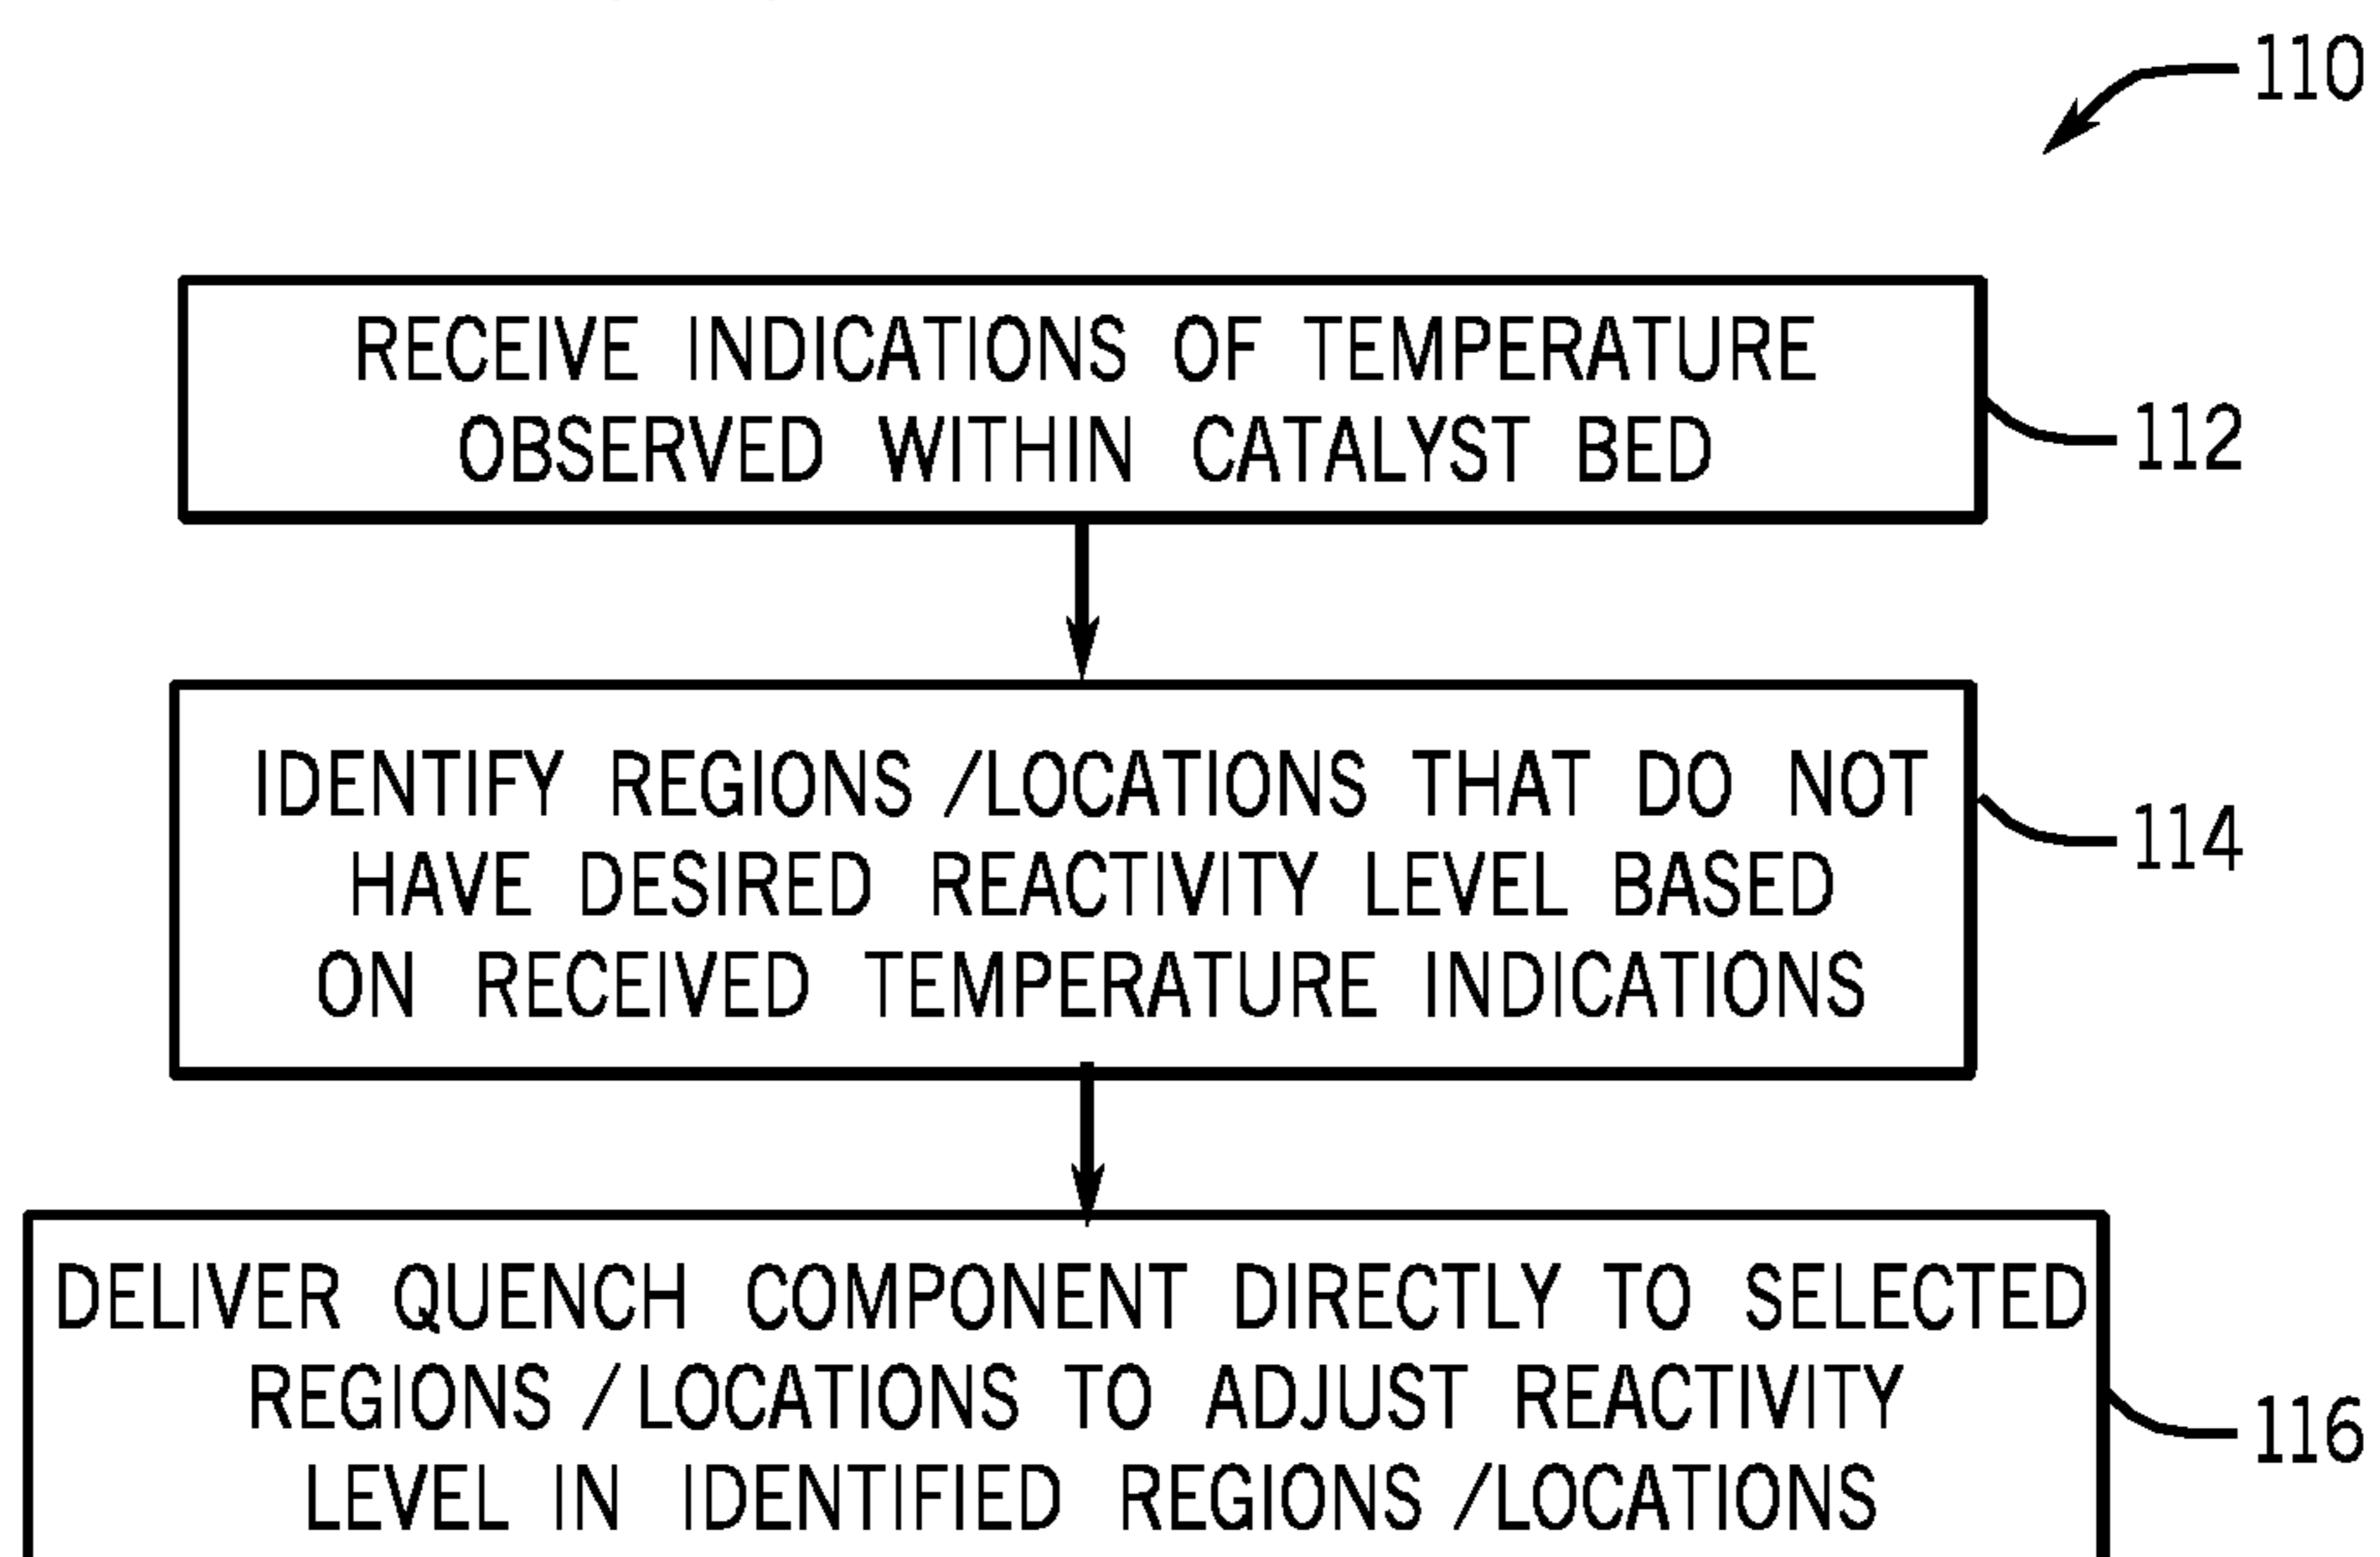 110
RECEIVE INDICATIONS OF TEMPERATURE
OBSERVED WITHIN CATALYST BED
112
IDENTIFY REGIONS /LOCATIONS THAT DO NOT
HAVE DESIRED REACTIVITY LEVEL BASED
ON RECEIVED TEMPERATURE INDICATIONS
114
DELIVER QUENCH COMPONENT DIRECTLY TO SELECTED
REGIONS /LOCATIONS TO ADJUST REACTIVITY
LEVEL IN IDENTIFIED REGIONS /LOCATIONS
116